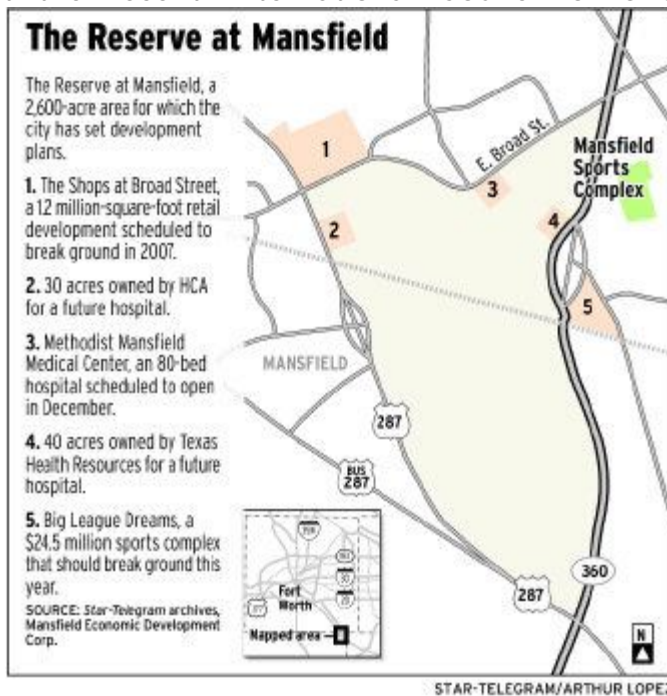 The Reserve at Mansfield
The Reserve at Mansfield, a
2,600-acre area for which the
city has set development
plans.
1. The Shops at Broad Street,
a 12 million-square-foot retail
development scheduled to
break ground in 2007.
2. 30 acres owned by HCA
for a future hospital.
3. Methodist Mansfield
Medical Center, an 80-bed
hospital scheduled to open
in December.
4. 40 acres owned by Texas
Health Resources for a future
hospital.
5. Big League Dreams, a
$24.5 million sports complex
that should break ground this
year.
SOURCE: Star-Telegram archives,
Mansfield Economic Development
Corp.
1
E. Broad St.
Mansfield
Sports
Complex
3
2
4
5
MANSFIELD
287
BUS
287
360
287
Fort
Worth
Mapped area
N
STAR-TELEGRAM/ARTHUR LOPEZ